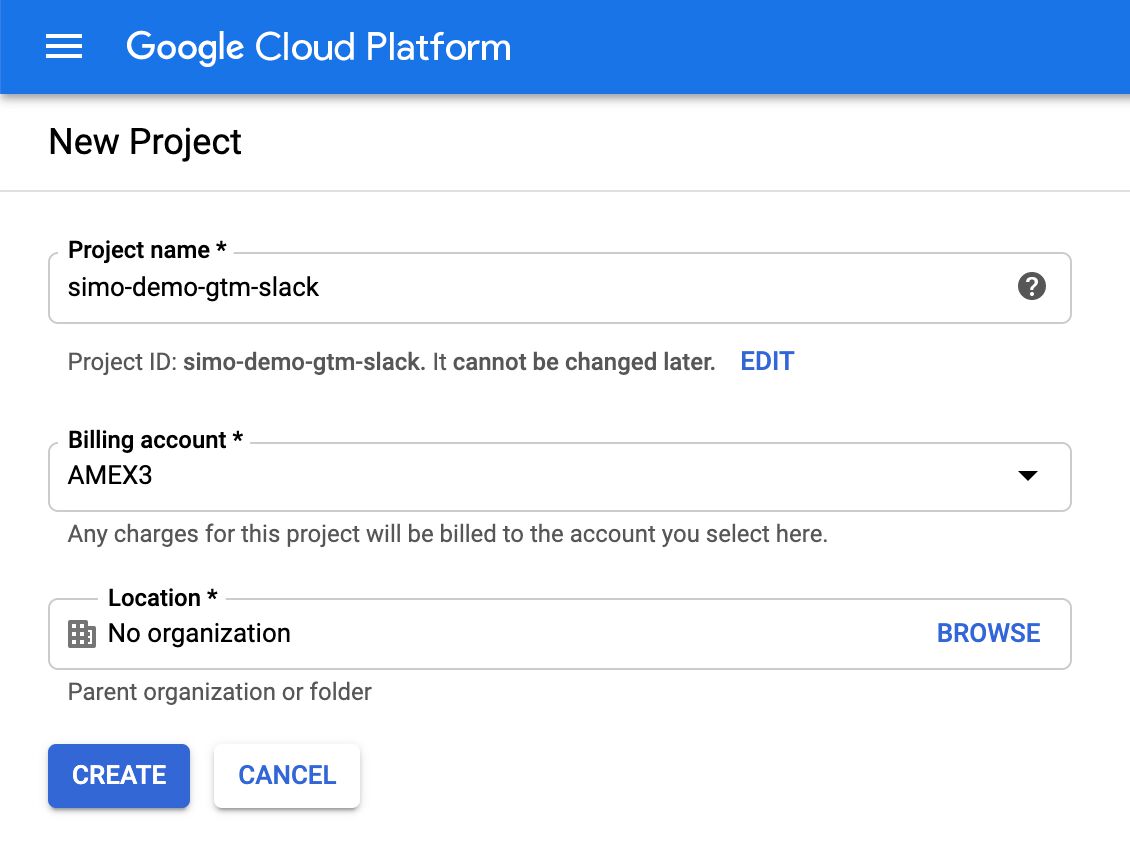 Google Cloud Platform
New Project
Project name *
simo-demo-gtm-slack
Project ID: simo-demo-gtm-slack. It cannot be changed later. EDIT
Billing account *
AMEX3
Any charges for this project will be billed to the account you select here.
Location *
No organization BROWSE
Parent organization or folder
CREATE CANCEL